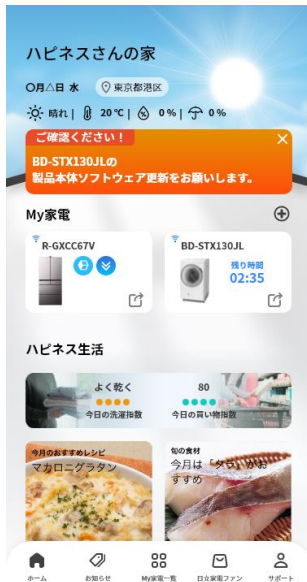 ハピネスさんの家
〇月△日 水 東京都港区
晴れ | 20℃ | 0% | 0%
ご確認ください！
BD-STX130JLの
製品本体ソフトウェア更新をお願いします。
My家電
R-GXCC67V
BD-STX130JL
残り時間
02:35
ハピネス生活
よく乾く
今日の洗濯指数
80
今日の買い物指数
今月のおすすめレシピ
マカロニグラタン
旬の食材
今月は「タラ」がお
すすめ
ホーム お知らせ My家電一覧 日立家電ファン サポート